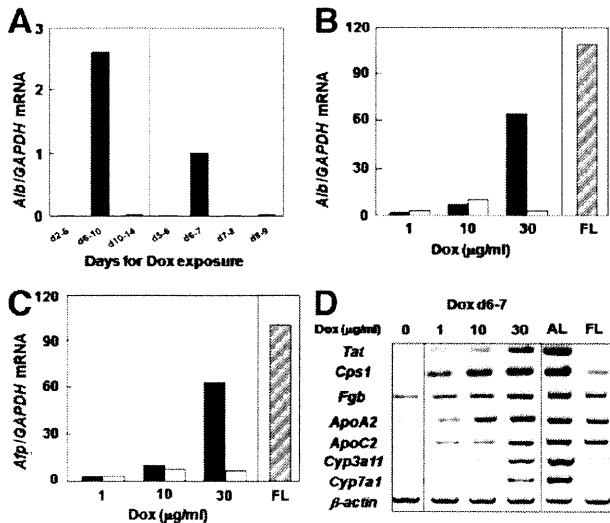 A
Alb/GAPDH mRNA
3
2
1
0
d2-6
d6-10
d10-14
d5-6
d6-7
d7-8
d8-9
Days for Dox exposure
B
Alb/GAPDH mRNA
120
90
60
30
0
1
10
30
FL
Dox (μg/ml)
C
Afp/GAPDH mRNA
120
90
60
30
0
1
10
30
FL
Dox (μg/ml)
D
Dox d6-7
Dox (μg/ml) 0 1 10 30 AL FL
Tat
Cps1
Fgb
ApoA2
ApoC2
Cyp3a11
Cyp7a1
β-actin